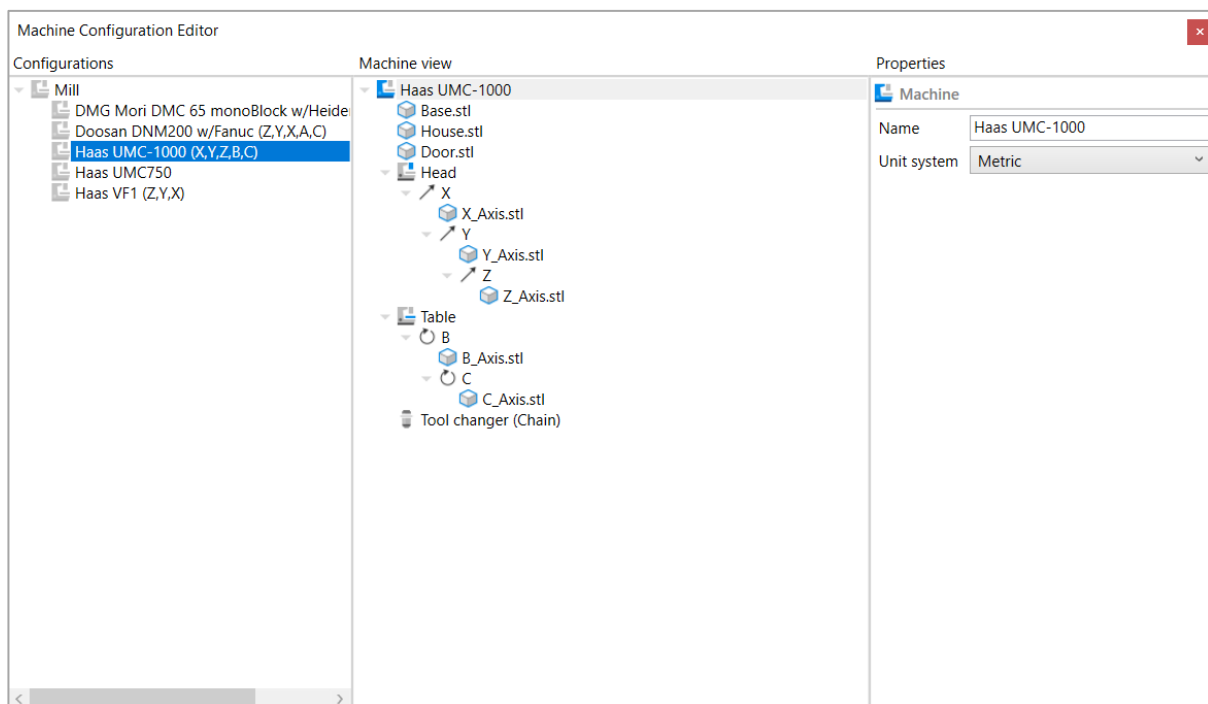 Machine Configuration Editor
Configurations
Mill
DMG Mori DMC 65 monoBlock w/Heide
Doosan DNM200 w/Fanuc (Z,Y,X,A,C)
Haas UMC-1000 (X,Y,Z,B,C)
Haas UMC750
Haas VF1 (Z,Y,X)
Machine view
Haas UMC-1000
Base.stl
House.stl
Door.stl
Head
X
X_Axis.stl
Y
Y_Axis.stl
Z
Z_Axis.stl
Table
B
B_Axis.stl
C
C_Axis.stl
Tool changer (Chain)
Properties
Machine
Name Haas UMC-1000
Unit system Metric